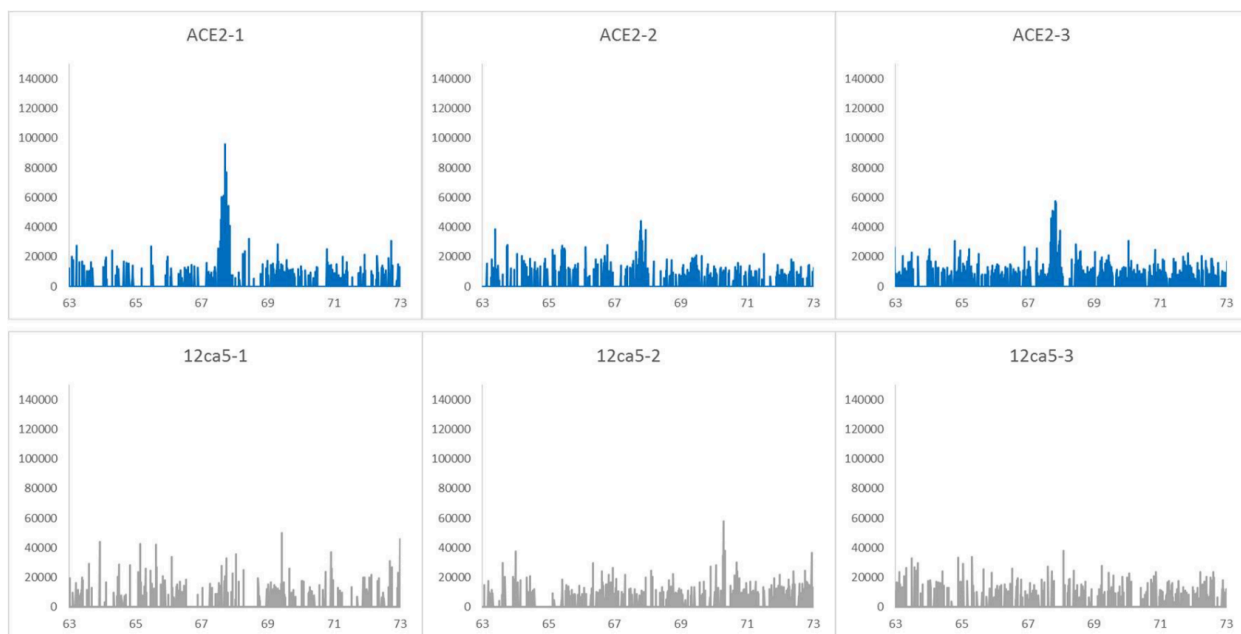 ACE2-1
ACE2-2
ACE2-3
140000 140000 140000
120000 120000 120000
100000 100000 100000
80000 80000 80000
60000 60000 60000
40000 40000 40000
20000 20000 20000
0 0 0
63 65 67 69 71 73 63 65 67 69 71 73 63 65 67 69 71 73
12ca5-1
12ca5-2
12ca5-3
140000 140000 140000
120000 120000 120000
100000 100000 100000
80000 80000 80000
60000 60000 60000
40000 40000 40000
20000 20000 20000
0 0 0
63 65 67 69 71 73 63 65 67 69 71 73 63 65 67 69 71 73